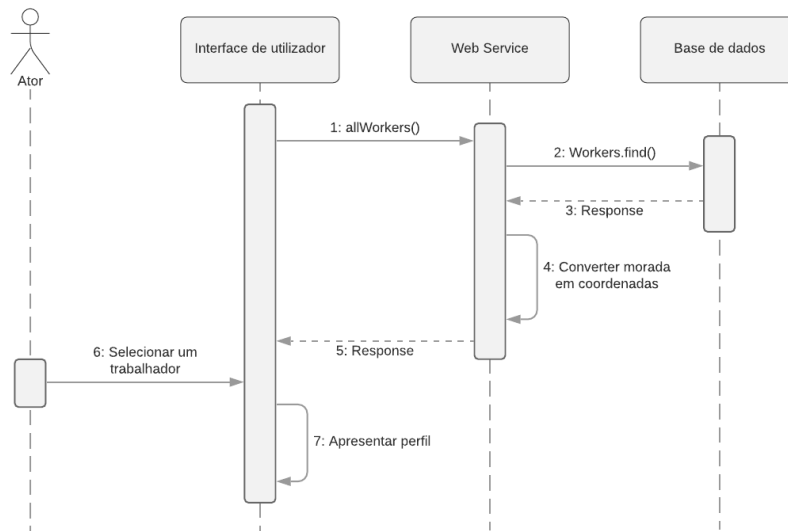 Ator
Interface de utilizador
Web Service
Base de dados
1: allWorkers()
2: Workers.find()
3: Response
4: Converter morada
em coordenadas
5: Response
6: Selecionar um
trabalhador
7: Apresentar perfil